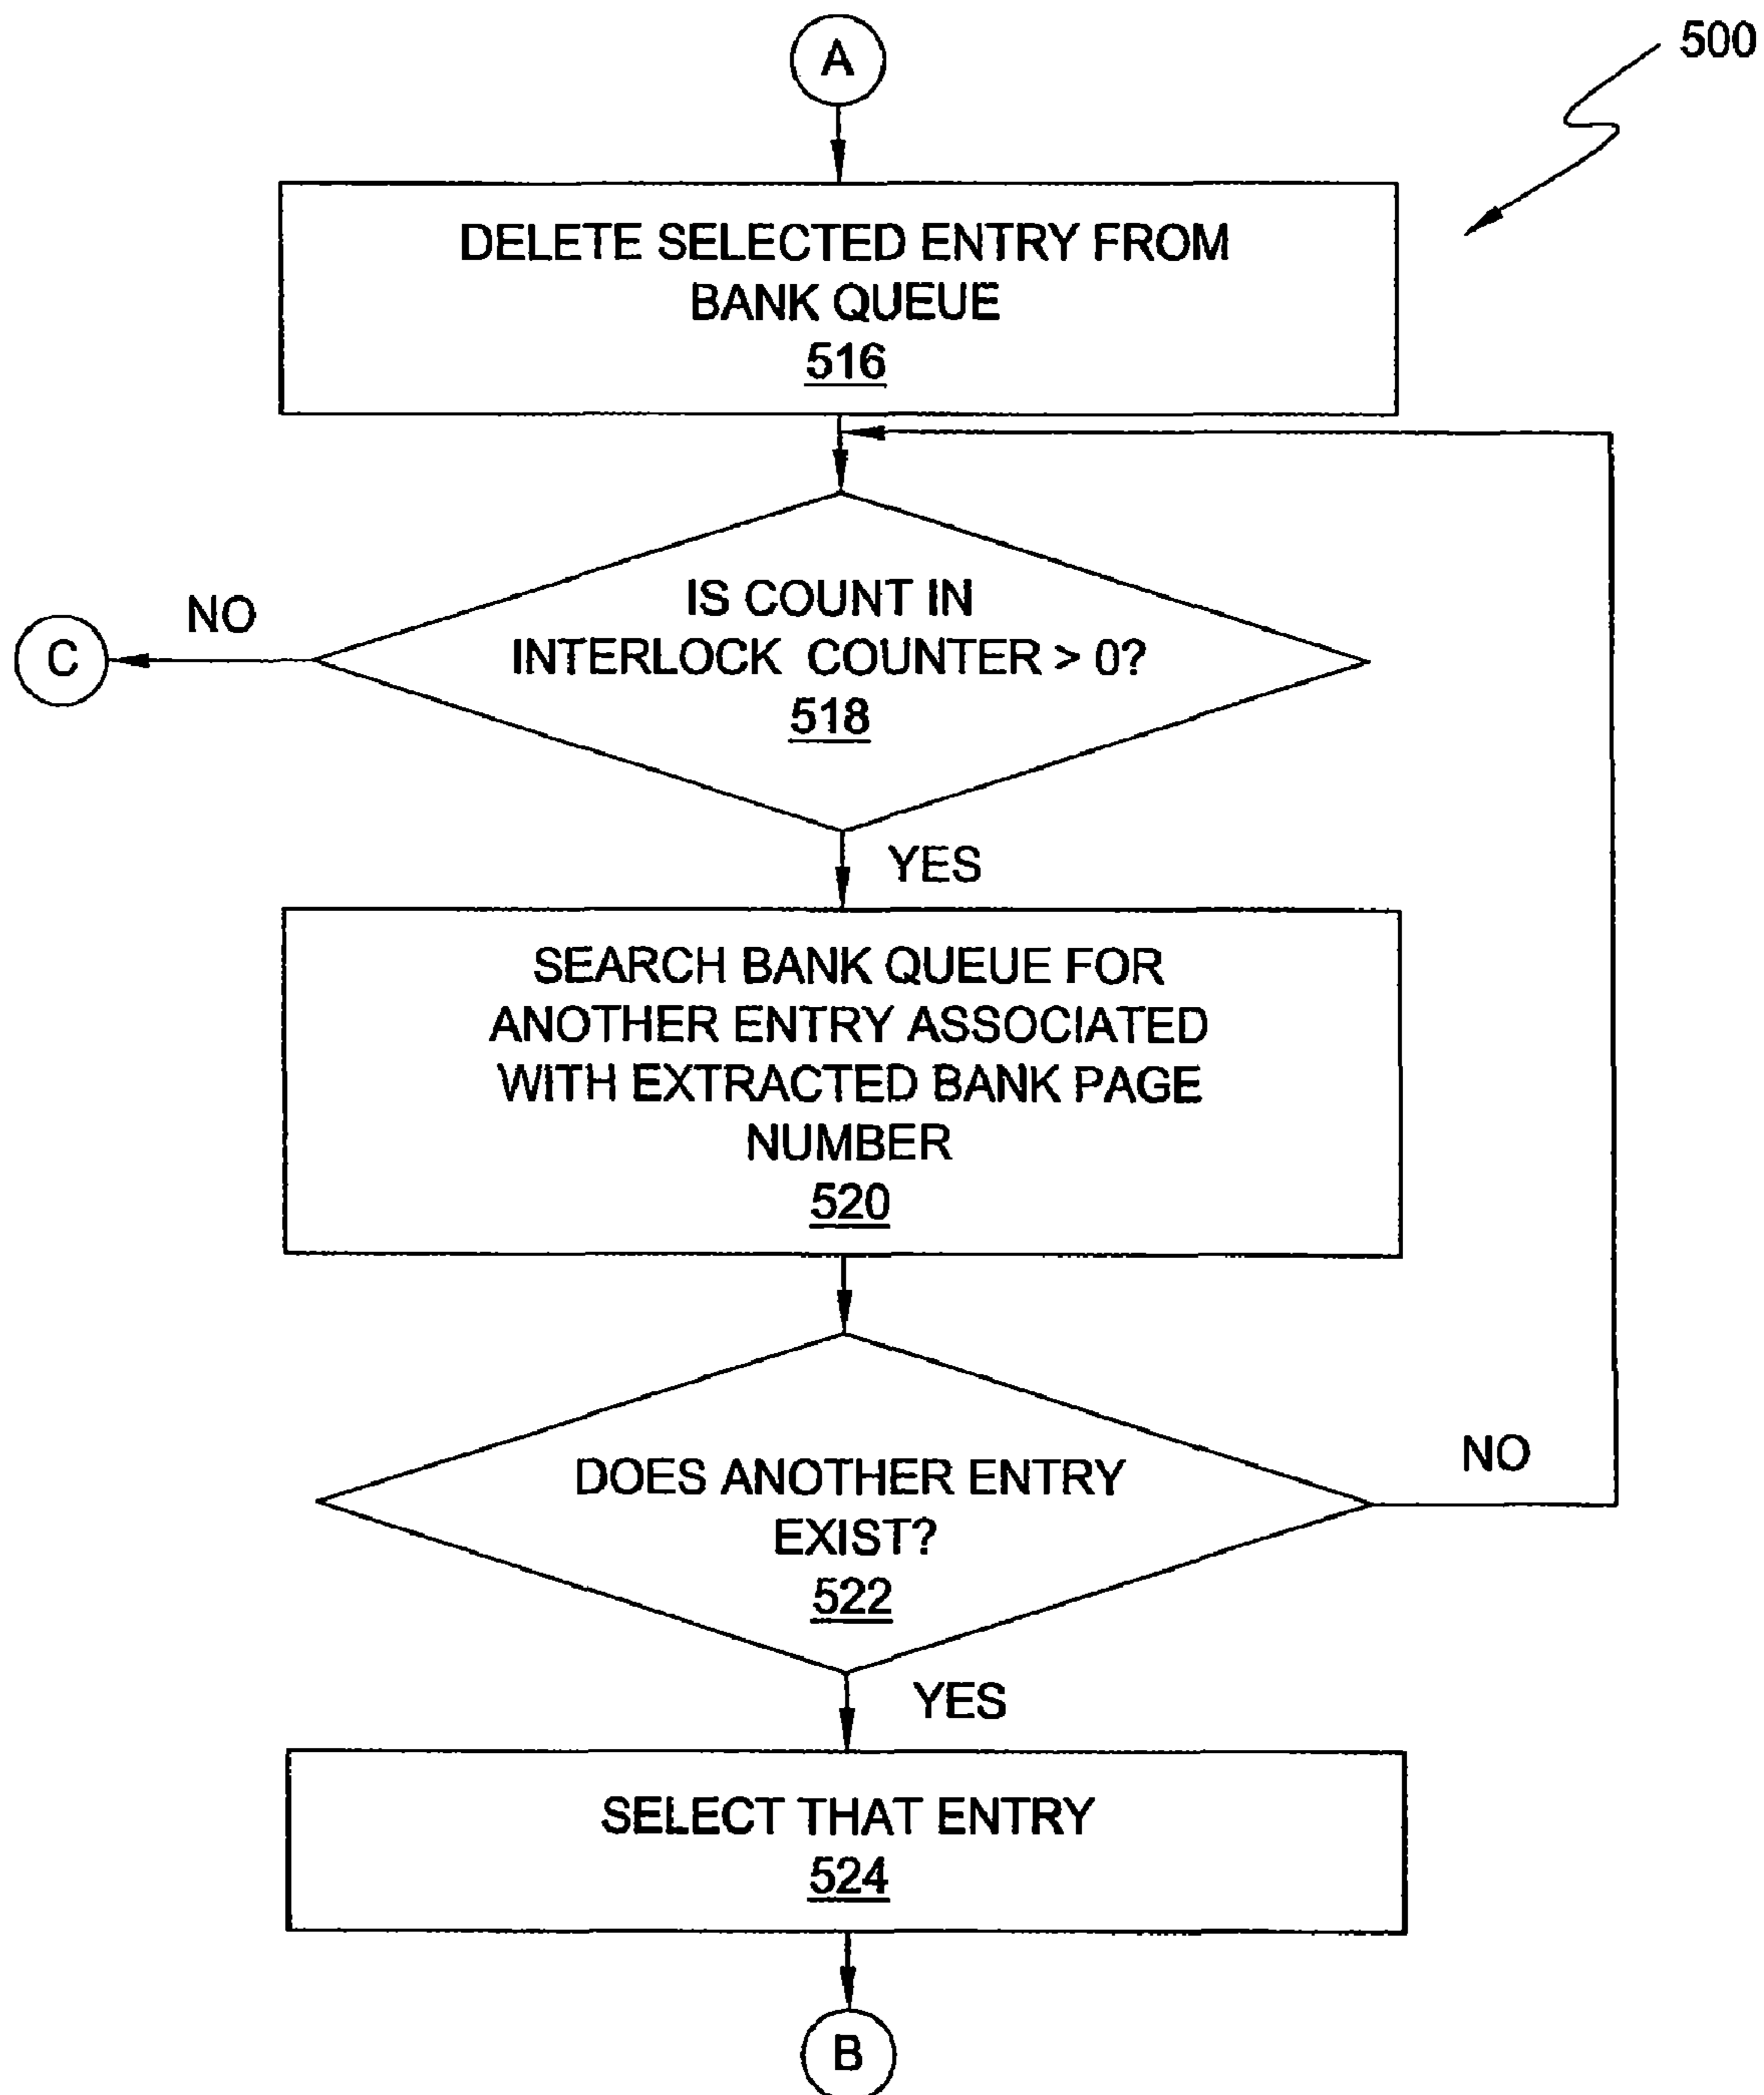 A
500
DELETE SELECTED ENTRY FROM
BANK QUEUE
516
IS COUNT IN
INTERLOCK COUNTER > 0?
518
NO
C
YES
SEARCH BANK QUEUE FOR
ANOTHER ENTRY ASSOCIATED
WITH EXTRACTED BANK PAGE
NUMBER
520
DOES ANOTHER ENTRY
EXIST?
522
NO
YES
SELECT THAT ENTRY
524
B